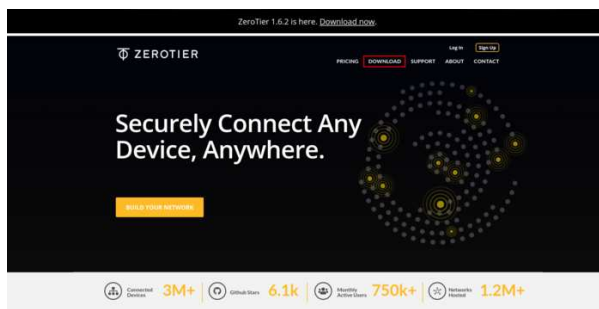 ZeroTier 1.6.2 is here. Download now.
ZEROTIER
Log In Sign Up
PRICING DOWNLOAD SUPPORT ABOUT CONTACT
Securely Connect Any
Device, Anywhere.
BUILD YOUR NETWORK
Connected
Devices
3M+
Github Stars 6.1k
Monthly
Active Users
750k+
Networks
Hosted
1.2M+